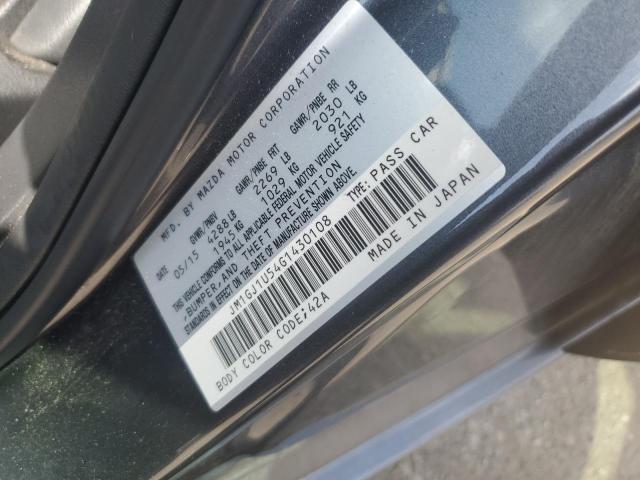 MFD. BY MAZDA MOTOR CORPORATION
GVWR/PNBV GAWR/PNBE FRT GAWR/PNBE RR
05/15 4288 LB 2269 LB 2030 LB
1945 KG 1029 KG 921 KG
THIS VEHICLE CONFORMS TO ALL APPLICABLE FEDERAL MOTOR VEHICLE SAFETY
,BUMPER,AND THEFT PREVENTION
STANDARDS IN EFFECT ON THE DATE OF MANUFACTURE SHOWN ABOVE.
JM1GJ1U54G1430108 TYPE: PASS CAR
BODY COLOR CODE;42A MADE IN JAPAN